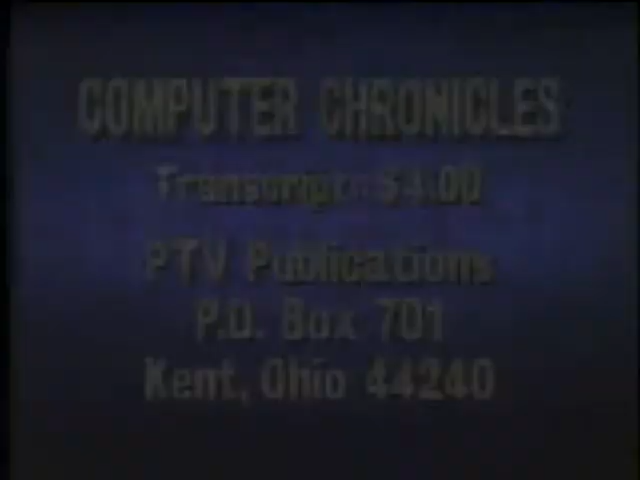 COMPUTER CHRONICLES
Transcript: $4.00
PTV Publications
P.O. Box 701
Kent, Ohio 44240